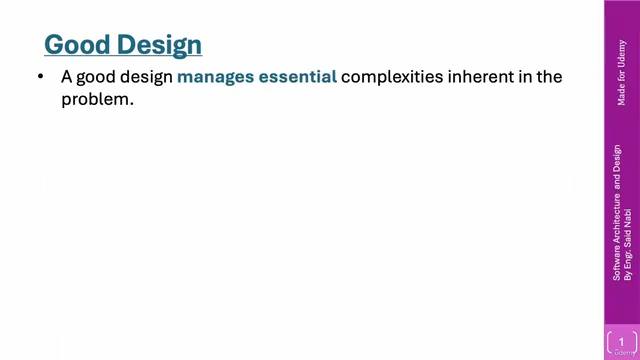 Good Design
• A good design manages essential complexities inherent in the
problem.
Made for Udemy
Software Architecture and Design
By Engr. Said Nabi
1
Udemy